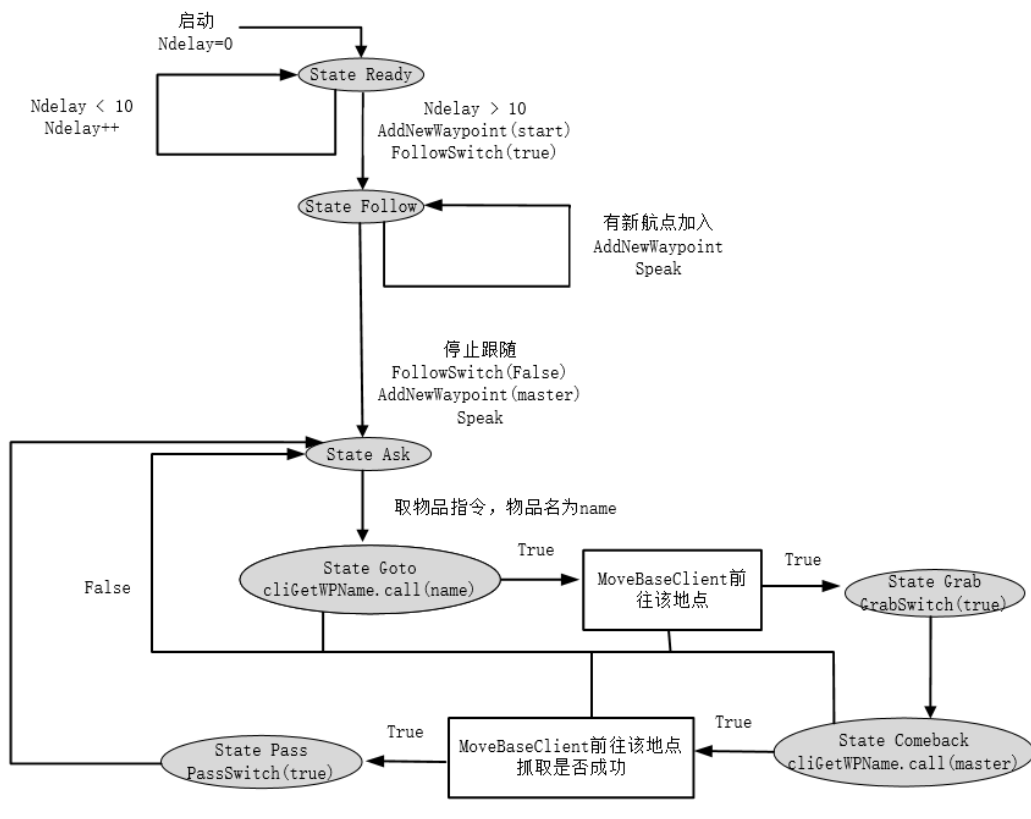 启动
Ndelay=0
State Ready
Ndelay < 10
Ndelay++
Ndelay > 10
AddNewWaypoint(start)
FollowSwitch(true)
State Follow
有新航点加入
AddNewWaypoint
Speak
停止跟随
FollowSwitch(False)
AddNewWaypoint(master)
Speak
State Ask
取物品指令，物品名为name
False
State Goto
cliGetWPName.call(name)
True
MoveBaseClient前
往该地点
True
State Grab
GrabSwitch(true)
State Comeback
cliGetWPName.call(master)
True
MoveBaseClient前往该地点
抓取是否成功
True
State Pass
PassSwitch(true)